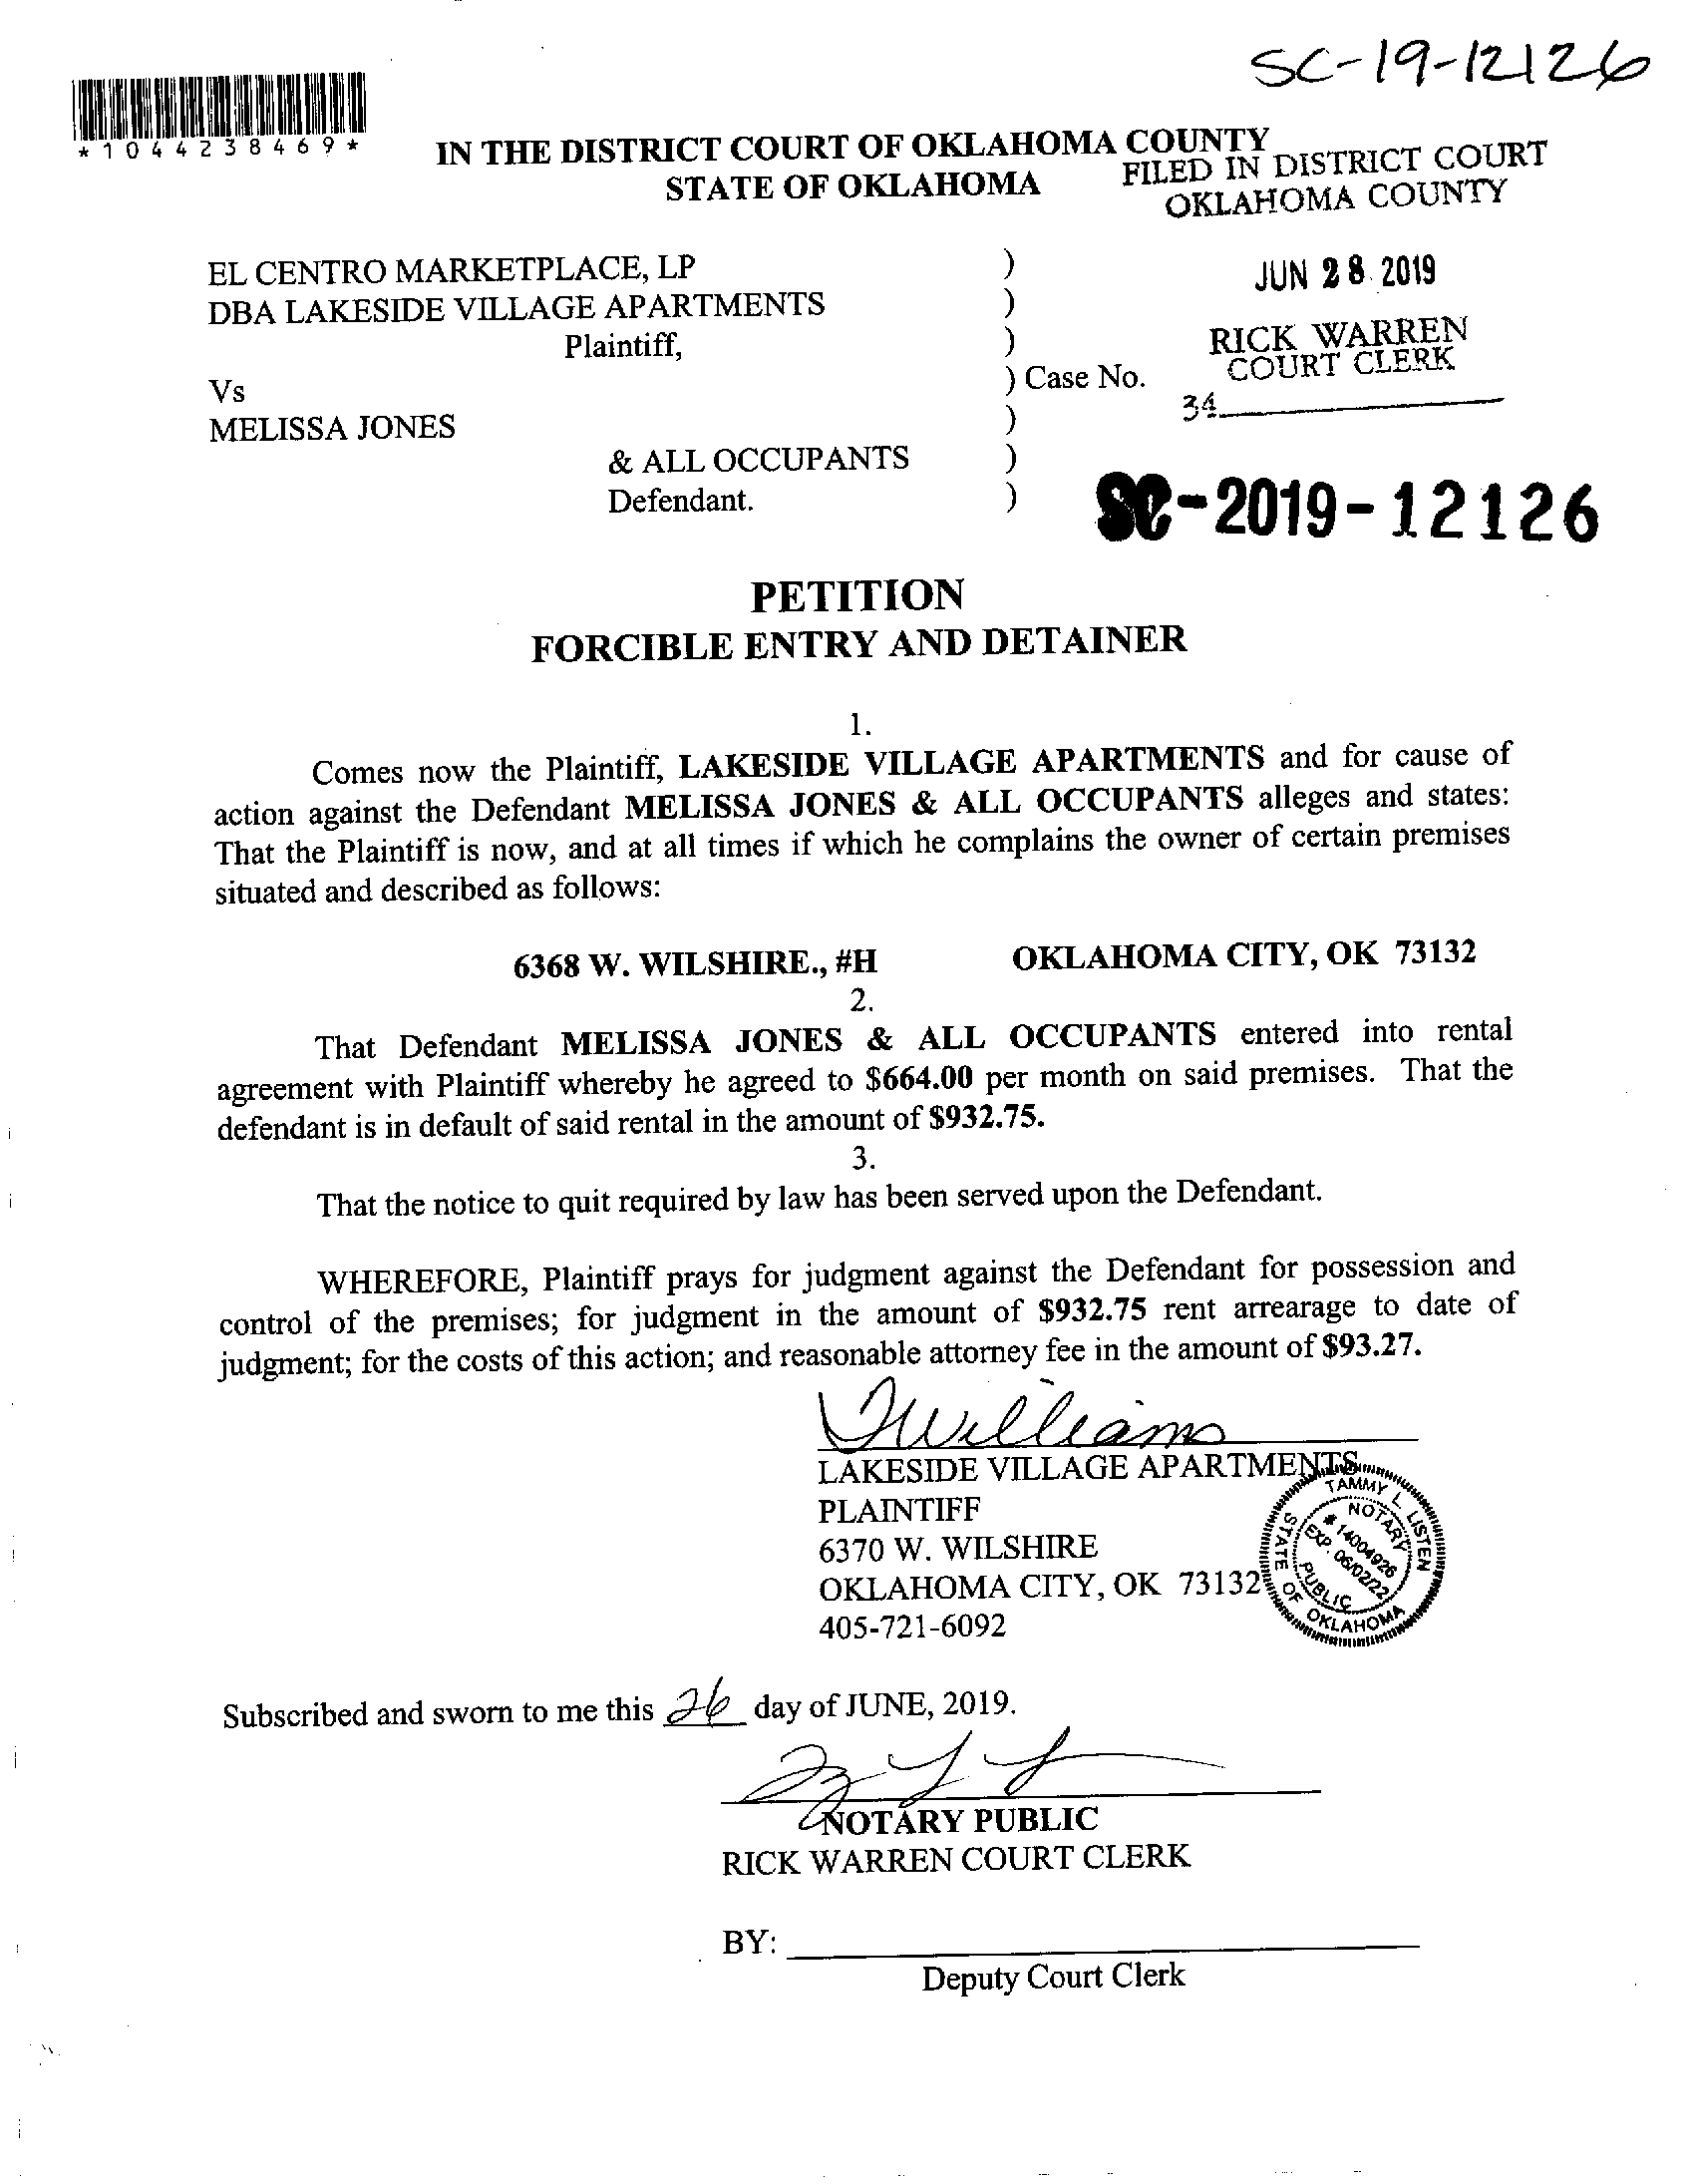 SC-19-12126
*1044238469*
IN THE DISTRICT COURT OF OKLAHOMA COUNTY
STATE OF OKLAHOMA
FILED IN DISTRICT COURT
OKLAHOMA COUNTY
JUN 28 2019
RICK WARREN
COURT CLERK
34
EL CENTRO MARKETPLACE, LP )
DBA LAKESIDE VILLAGE APARTMENTS )
Plaintiff, )
Vs ) Case No.
MELISSA JONES )
& ALL OCCUPANTS )
Defendant. )
SC-2019-12126
PETITION
FORCIBLE ENTRY AND DETAINER
1.
Comes now the Plaintiff, LAKESIDE VILLAGE APARTMENTS and for cause of
action against the Defendant MELISSA JONES & ALL OCCUPANTS alleges and states:
That the Plaintiff is now, and at all times if which he complains the owner of certain premises
situated and described as follows:
6368 W. WILSHIRE., #H OKLAHOMA CITY, OK 73132
2.
That Defendant MELISSA JONES & ALL OCCUPANTS entered into rental
agreement with Plaintiff whereby he agreed to $664.00 per month on said premises. That the
defendant is in default of said rental in the amount of $932.75.
3.
That the notice to quit required by law has been served upon the Defendant.
WHEREFORE, Plaintiff prays for judgment against the Defendant for possession and
control of the premises; for judgment in the amount of $932.75 rent arrearage to date of
judgment; for the costs of this action; and reasonable attorney fee in the amount of $93.27.
Williams
LAKESIDE VILLAGE APARTMENTS
PLAINTIFF
6370 W. WILSHIRE
OKLAHOMA CITY, OK 73132
405-721-6092
TAMMY L. LISTEN
NOTARY PUBLIC
# 14004926
EXP. 06/02/22
STATE OF OKLAHOMA
Subscribed and sworn to me this 26 day of JUNE, 2019.
NOTARY PUBLIC
RICK WARREN COURT CLERK
BY:
Deputy Court Clerk